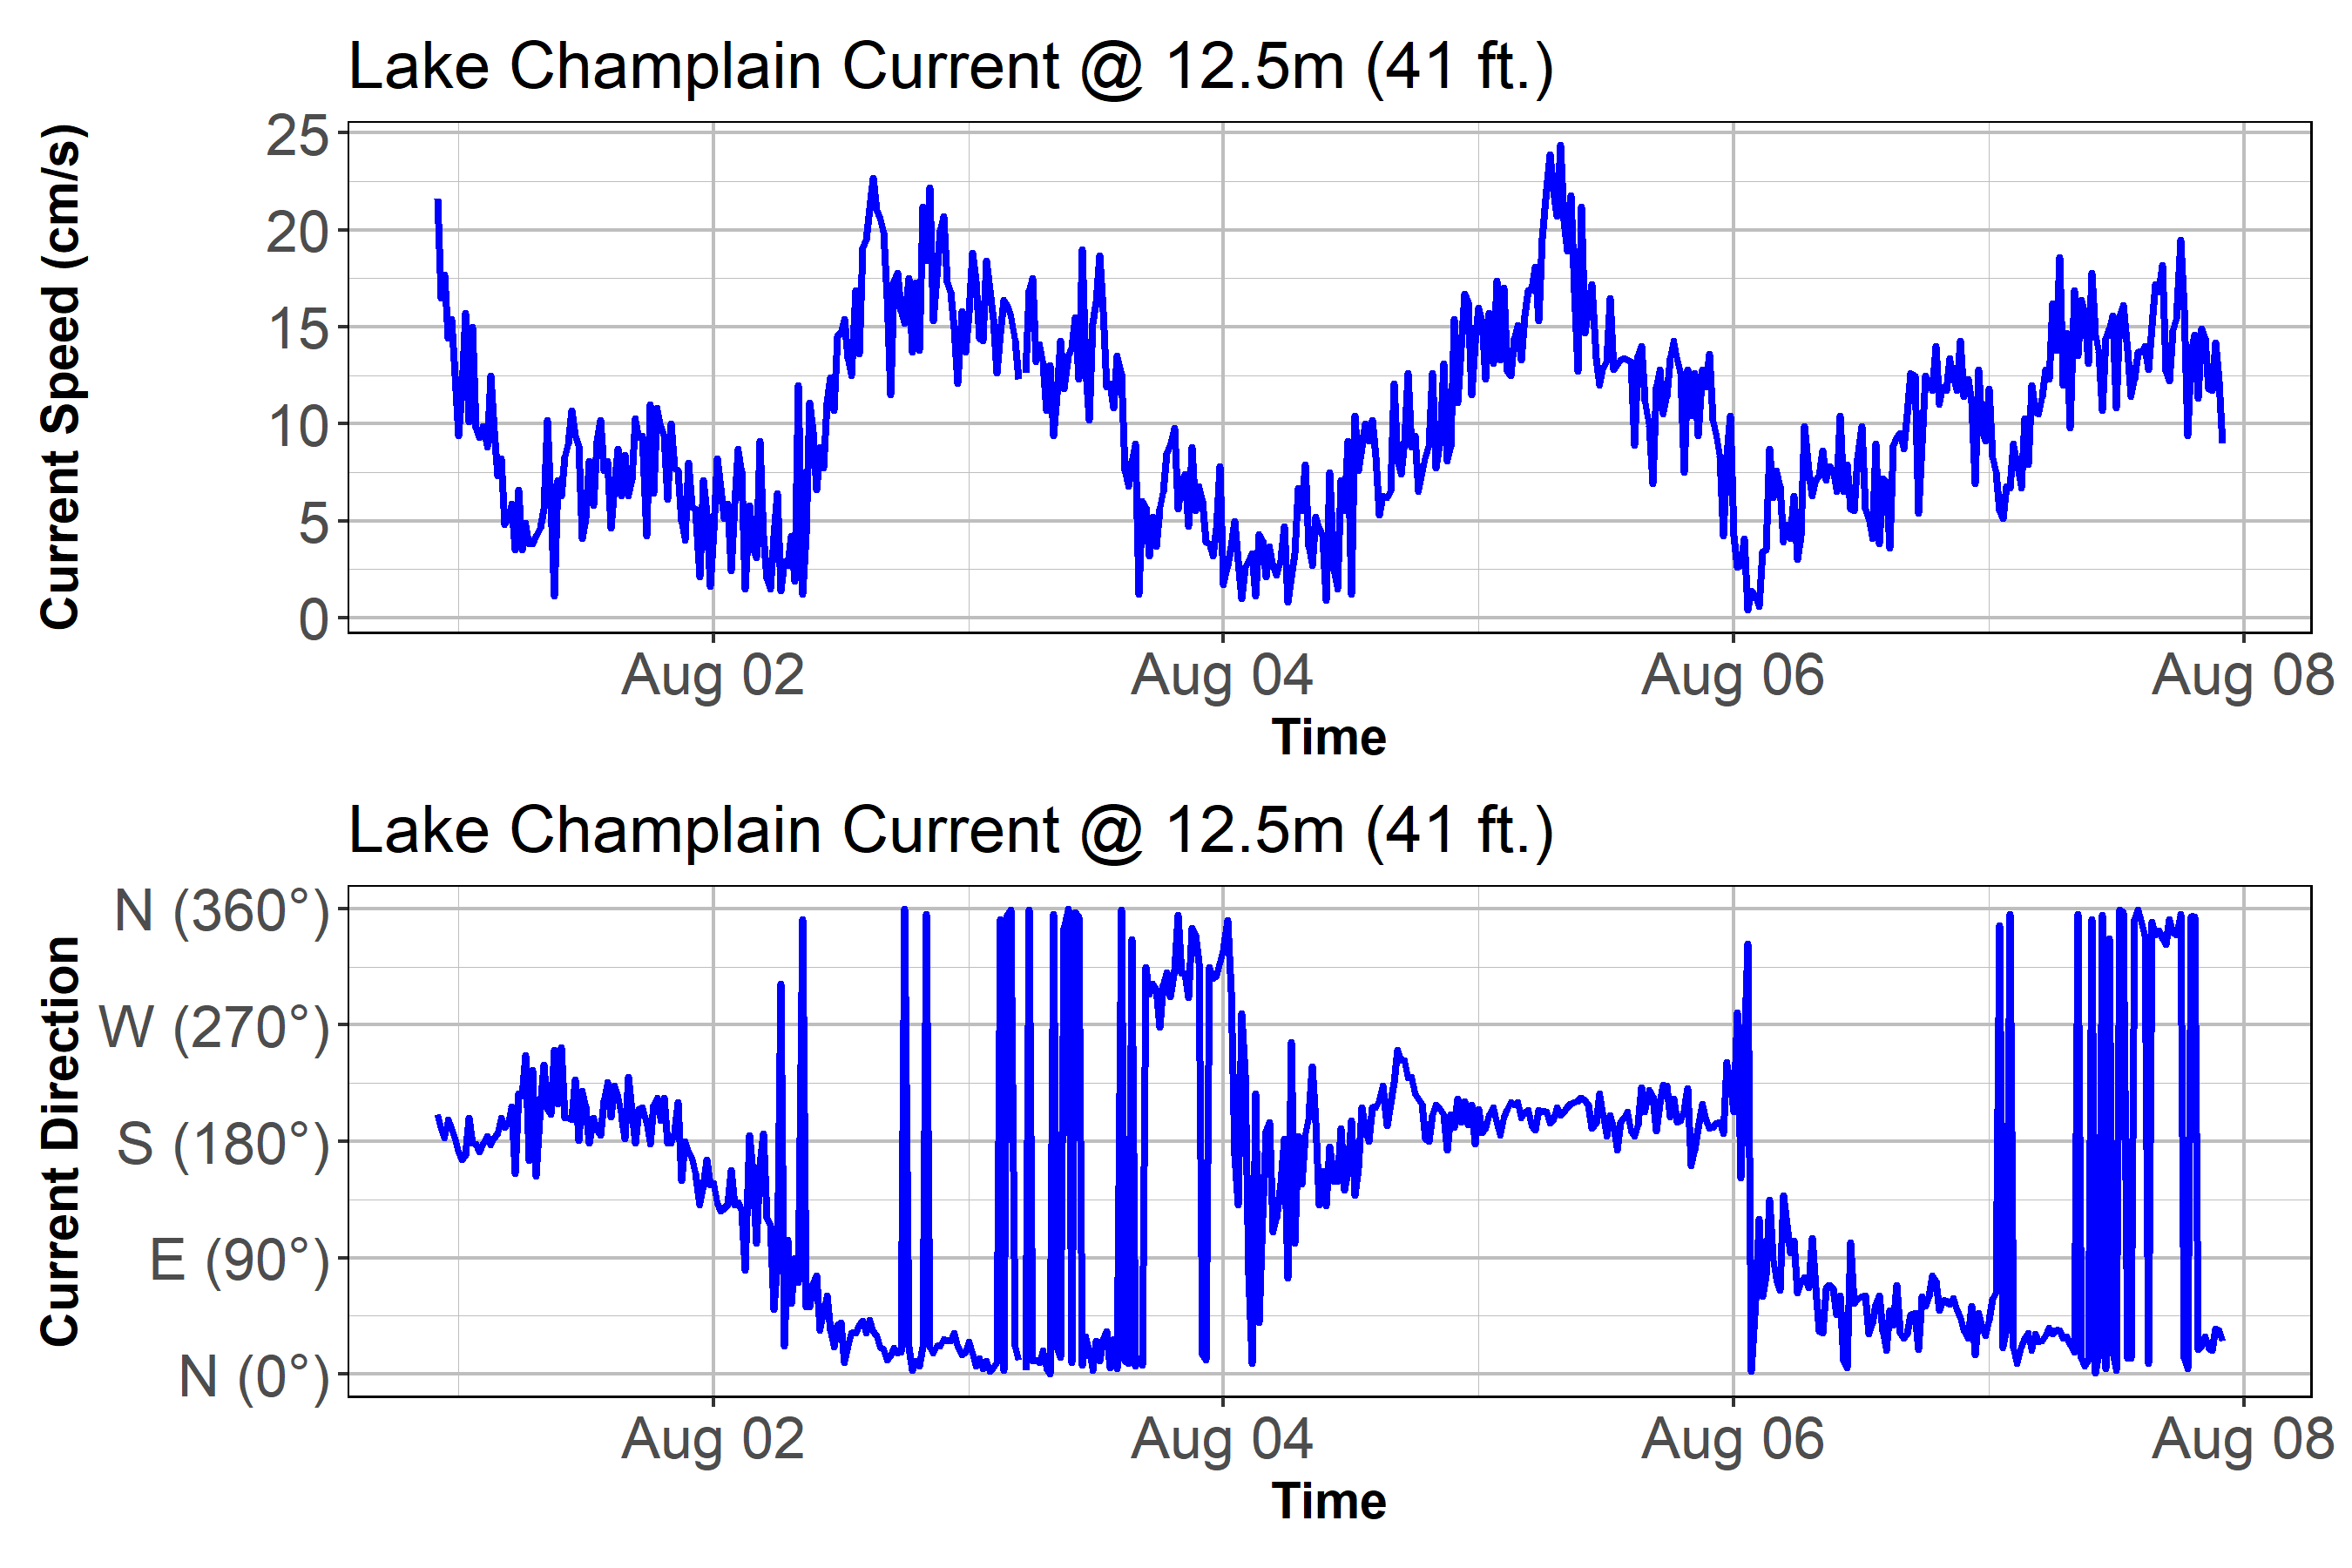 Lake Champlain Current @ 12.5m (41 ft.)
Current Speed (cm/s)
25
20
15
10
5
0
Aug 02 Aug 04 Aug 06 Aug 08
Time
Lake Champlain Current @ 12.5m (41 ft.)
Current Direction
N (360°)
W (270°)
S (180°)
E (90°)
N (0°)
Aug 02 Aug 04 Aug 06 Aug 08
Time